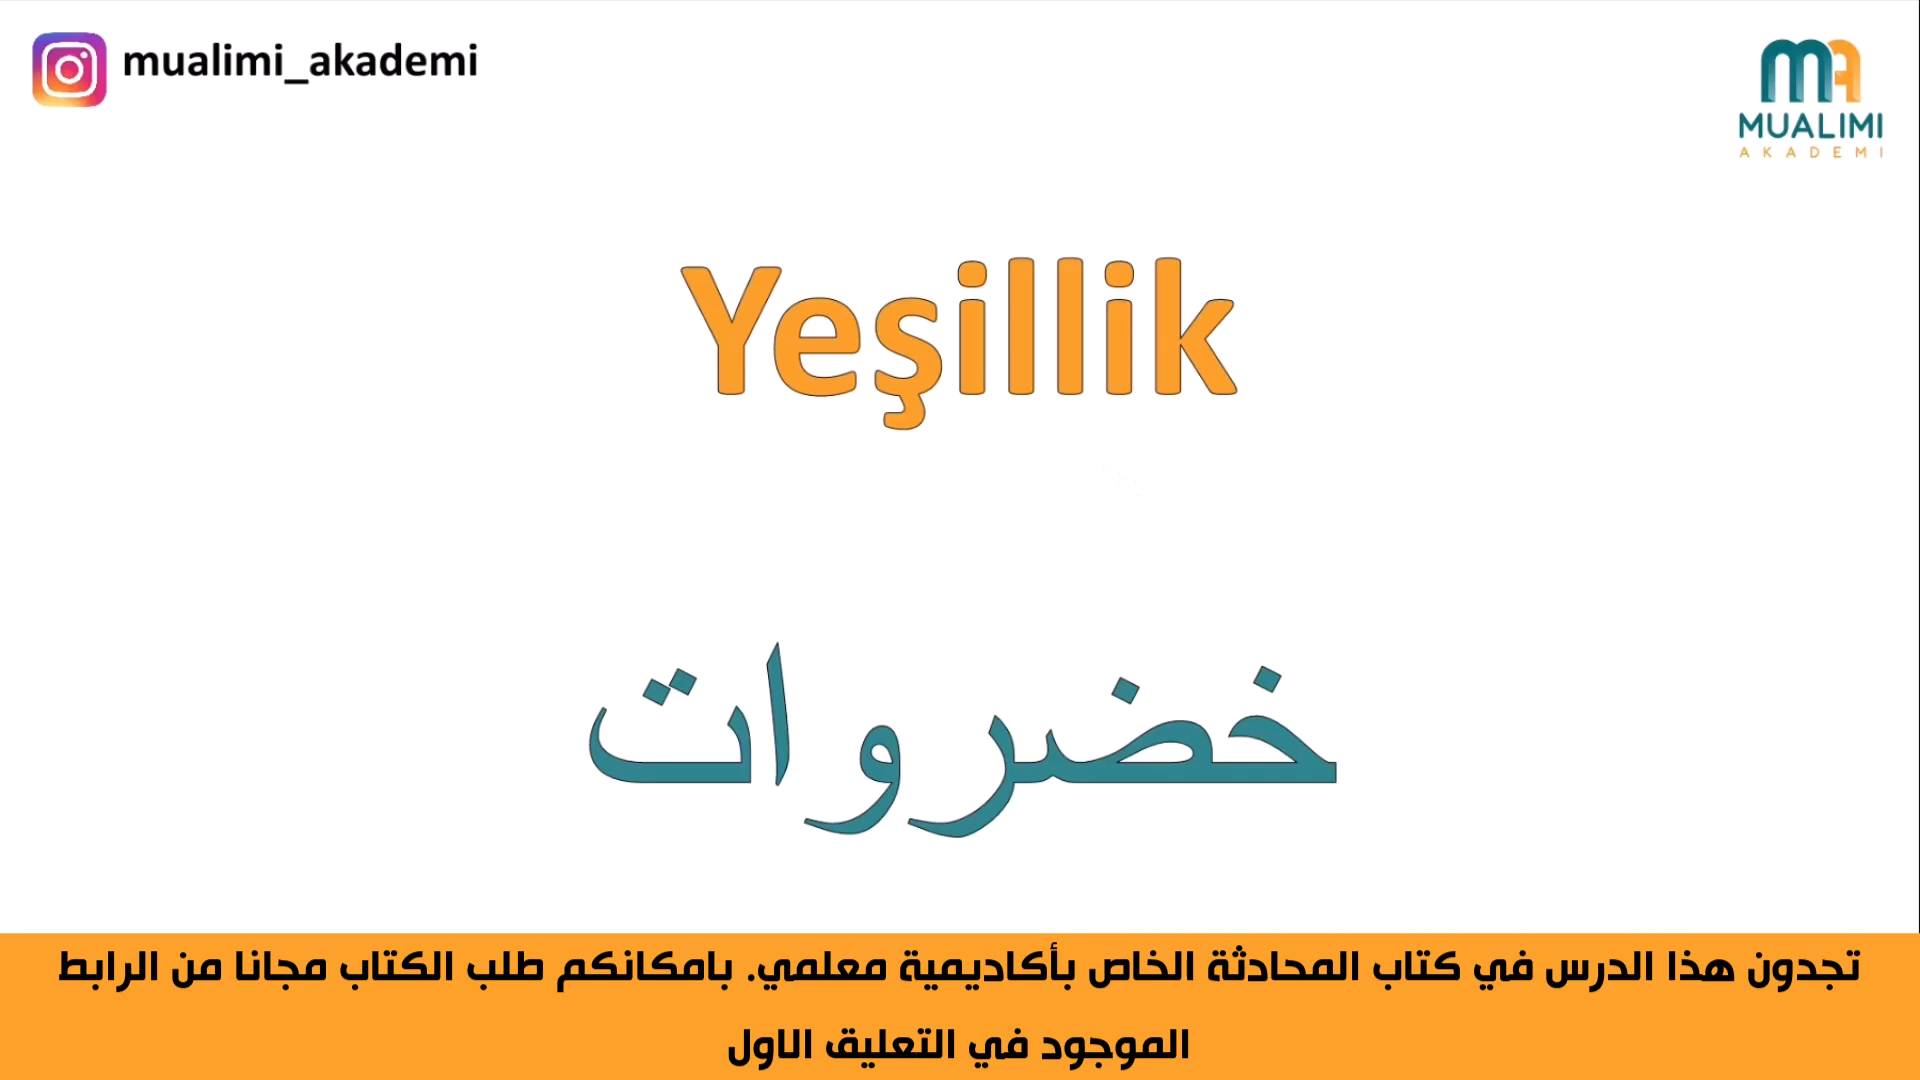 mualimi_akademi
MUALIMI
AKADEMI
Yeşillik
خضروات
تجدون هذا الدرس في كتاب المحادثة الخاص بأكاديمية معلمي. بامكانكم طلب الكتاب مجانا من الرابط
الموجود في التعليق الاول